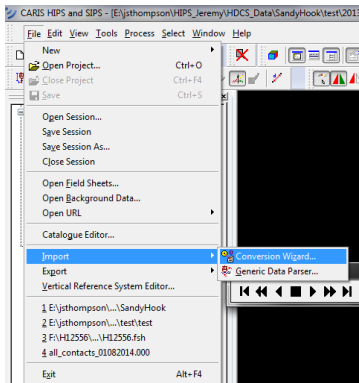 CARIS HIPS and SIPS - [E:\jsthompson\HIPS_Jeremy\HDCS_Data\SandyHook\test\2013
File Edit View Tools Process Select Window Help
New
Open Project... Ctrl+O
Close Project Ctrl+F4
Save Ctrl+S
Open Session...
Save Session
Save Session As...
Close Session
Open Field Sheets...
Open Background Data...
Open URL
Catalogue Editor...
Import
Conversion Wizard...
Export
Generic Data Parser...
Vertical Reference System Editor...
1 E:\jsthompson\...\SandyHook
2 E:\jsthompson\...\test\test
3 F:\H12556\...\H12556.fsh
4 all_contacts_01082014.000
Exit Alt+F4